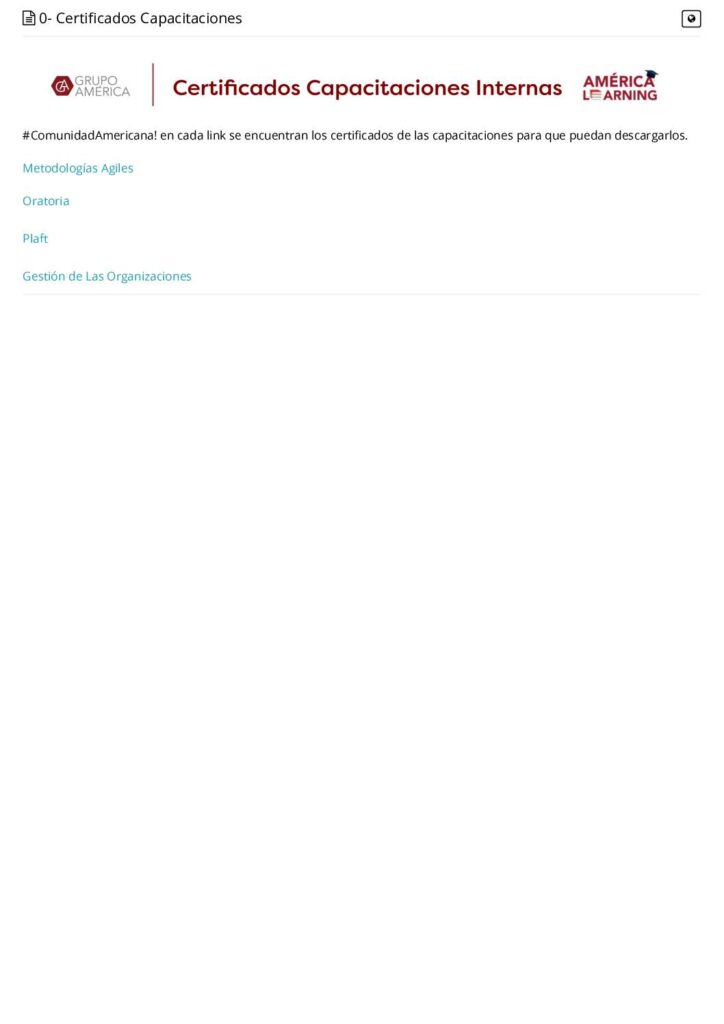 0- Certificados Capacitaciones
GRUPO
AMÉRICA
Certificados Capacitaciones Internas
AMÉRICA
LEARNING
#ComunidadAmericana! en cada link se encuentran los certificados de las capacitaciones para que puedan descargarlos.
Metodologías Agiles
Oratoria
Plaft
Gestión de Las Organizaciones